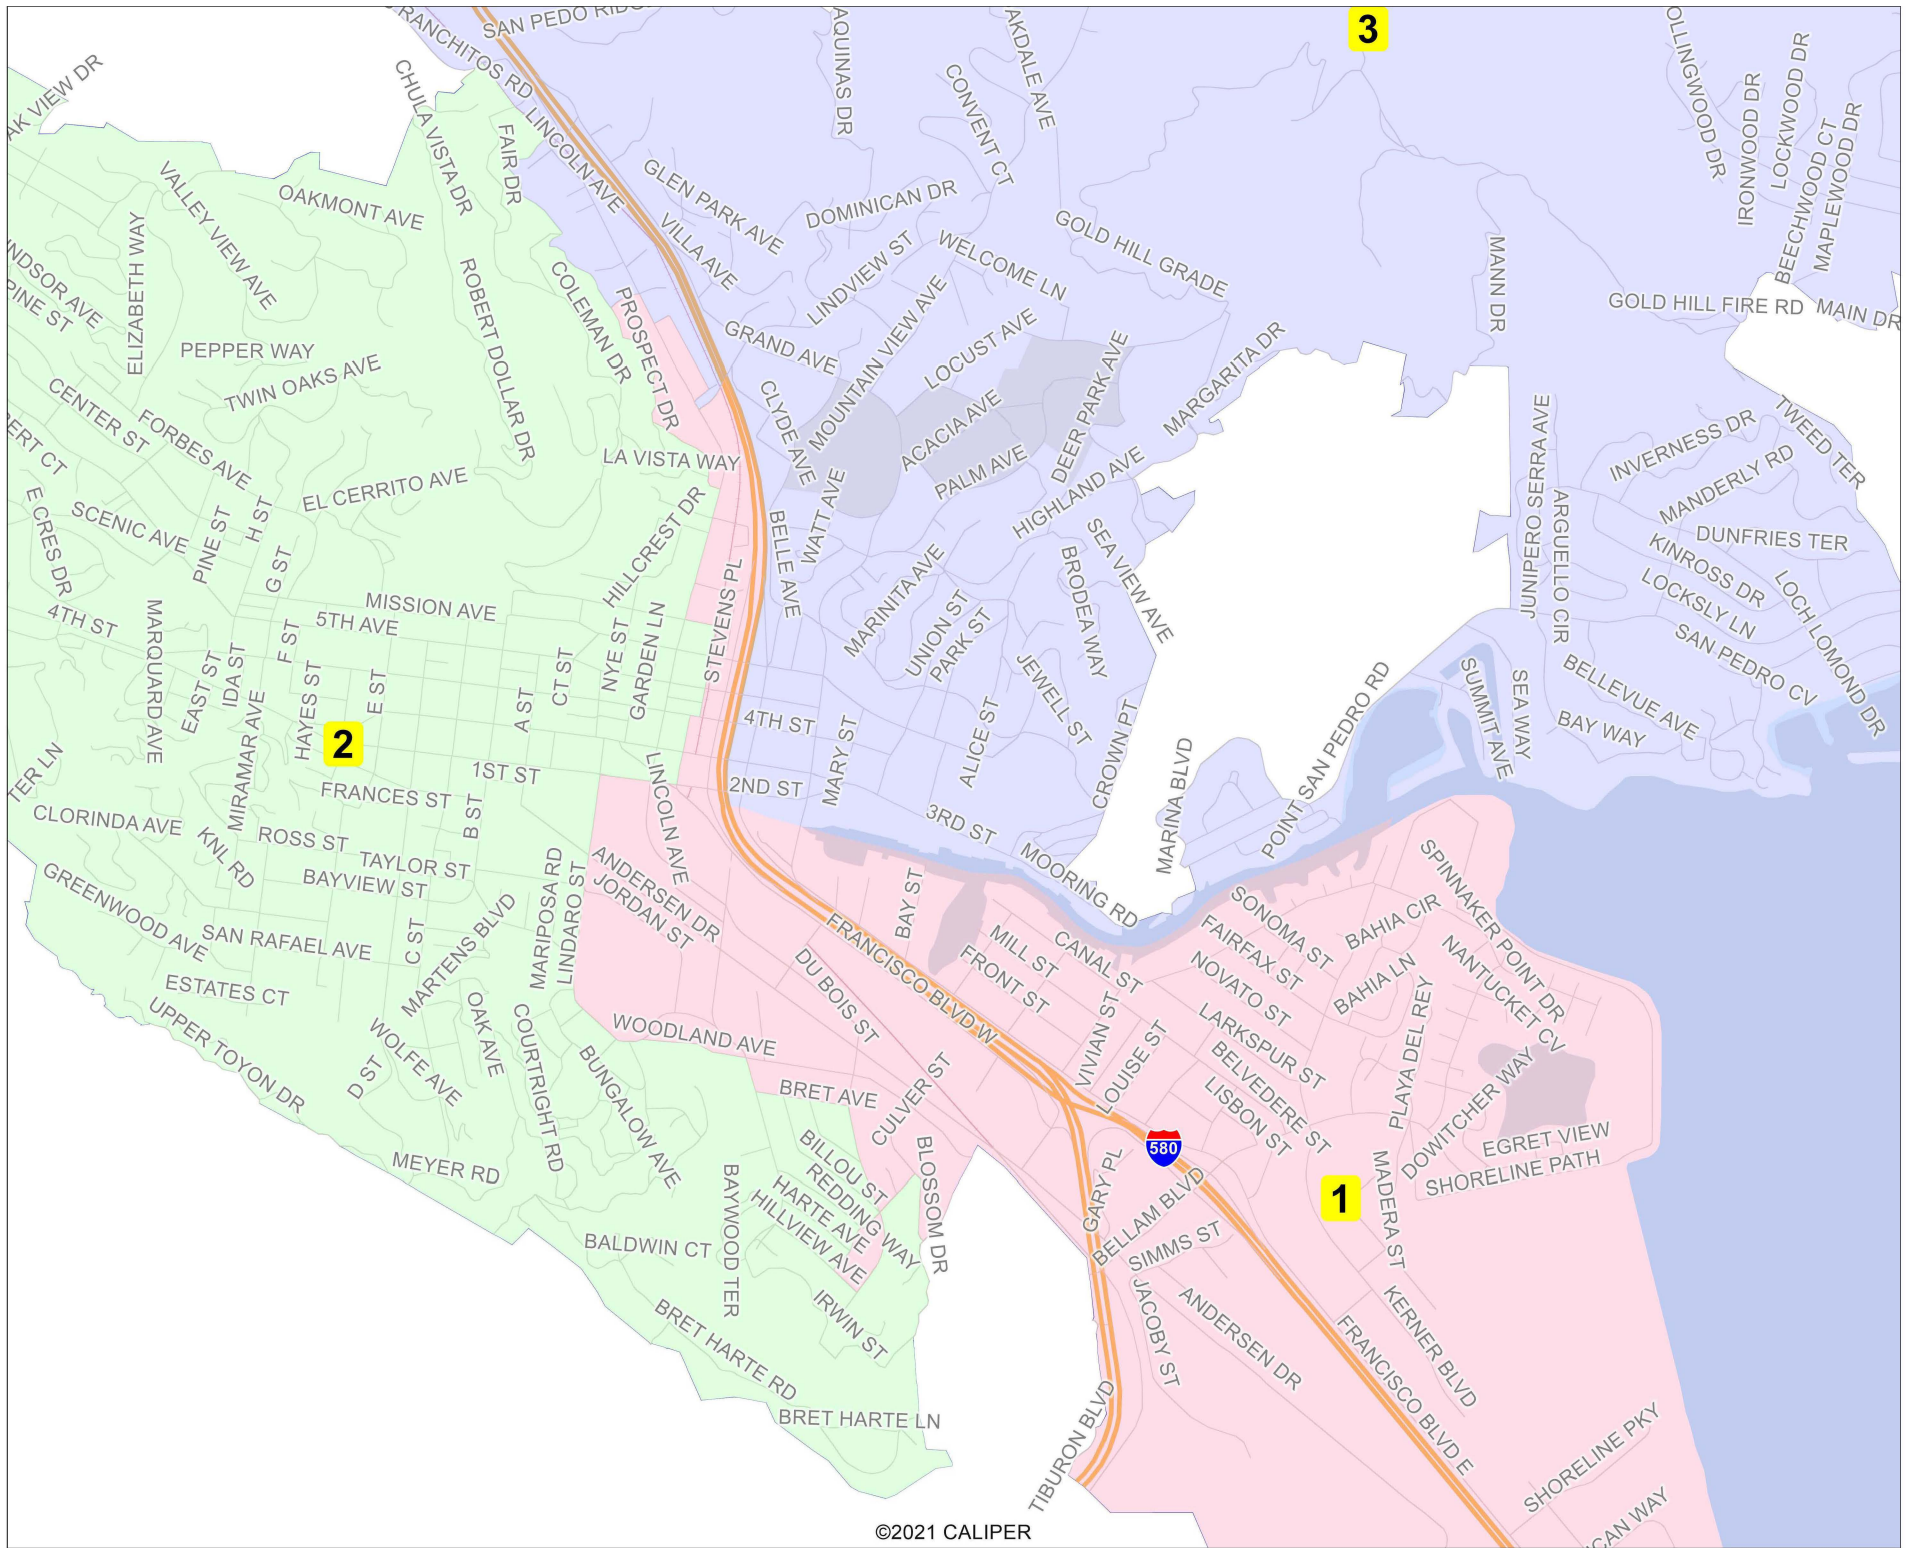 SAN PEDO RID
RANCHITOS RD
3
AQUINAS DR
AKDALE AVE
CONVENT CT
OLLINGWOOD DR
IRONWOOD DR
LOCKWOOD DR
BEECHWOOD CT
MAPLEWOOD DR
AK VIEW DR
CHULA VISTA DR
FAIR DR
LINCOLN AVE
VALLEY VIEW AVE
OAKMONT AVE
GLEN PARK AVE
DOMINICAN DR
ELIZABETH WAY
VILLA AVE
LINDVIEW ST
WELCOME LN
GOLD HILL GRADE
MANN DR
GOLD HILL FIRE RD
MAIN DR
NDSOR AVE
PINE ST
ROBERT DOLLAR DR
COLEMAN DR
PROSPECT DR
PEPPER WAY
TWIN OAKS AVE
GRAND AVE
MOUNTAIN VIEW AVE
LOCUST AVE
DEER PARK AVE
MARGARITA DR
CENTER ST
FORBES AVE
CLYDE AVE
ACACIA AVE
PALM AVE
HIGHLAND AVE
JUNIPERO SERRA AVE
INVERNESS DR
TWEED TER
MANDERLY RD
ERT CT
LA VISTA WAY
E CRES DR
SCENIC AVE
PINE ST
H ST
G ST
EL CERRITO AVE
HILLCREST DR
BELLE AVE
WATT AVE
SEA VIEW AVE
BRODEA WAY
ARGUELLO CIR
DUNFRIES TER
KINROSS DR
LOCKSLY LN
LOCH LOMOND DR
SAN PEDRO CV
4TH ST
MARQUARD AVE
MISSION AVE
5TH AVE
NYE ST
GARDEN LN
STEVENS PL
MARINITA AVE
UNION ST
PARK ST
JEWELL ST
EAST ST
IDA ST
F ST
HAYES ST
E ST
A ST
CT ST
4TH ST
MARY ST
ALICE ST
CROWN PT
POINT SAN PEDRO RD
SUMMIT AVE
SEA WAY
BELLEVUE AVE
BAY WAY
2
MIRAMAR AVE
1ST ST
LINCOLN AVE
2ND ST
3RD ST
MARINA BLVD
TER LN
FRANCES ST
B ST
CLORINDA AVE
KNL RD
ROSS ST
TAYLOR ST
BAYVIEW ST
ANDERSEN DR
JORDAN ST
MOORING RD
SPINNAKER POINT DR
GREENWOOD AVE
SAN RAFAEL AVE
C ST
MARTENS BLVD
MARIPOSA RD
LINDARO ST
BAY ST
FRANCISCO BLVD W
DU BOIS ST
MILL ST
FRONT ST
CANAL ST
SONOMA ST
FAIRFAX ST
NOVATO ST
BAHIA CIR
BAHIA LN
NANTUCKET CV
ESTATES CT
UPPER TOYON DR
D ST
WOLFE AVE
OAK AVE
COURTRIGHT RD
WOODLAND AVE
BUNGALOW AVE
BRET AVE
CULVER ST
VIVIAN ST
LOUISE ST
LARKSPUR ST
BELVEDERE ST
LISBON ST
PLAYA DEL REY
DOWITCHER WAY
EGRET VIEW
SHORELINE PATH
580
MEYER RD
BILLOU ST
REDDING WAY
HARTE AVE
HILLVIEW AVE
BLOSSOM DR
BAYWOOD TER
BALDWIN CT
GARY PL
BELLAM BLVD
SIMMS ST
1
MADERA ST
IRWIN ST
BRET HARTE RD
BRET HARTE LN
JACOBY ST
ANDERSEN DR
KERNER BLVD
FRANCISCO BLVD E
TIBURON BLVD
SHORELINE PKY
CAN WAY
©2021 CALIPER